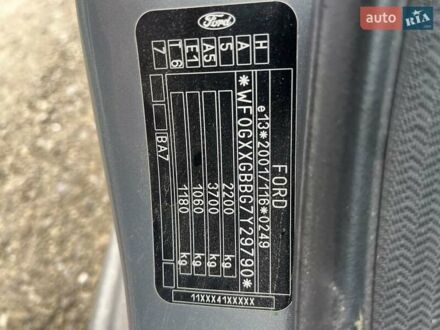 auto RIA .com
Ford
FORD
e13*2001/116*0249
*WF0GXXGBBG7Y29790*
2200 kg
3700 kg
1060 kg
1180 kg
BA7
H
A
5
A5
E1
T 6
7
11XXX41XXXXX